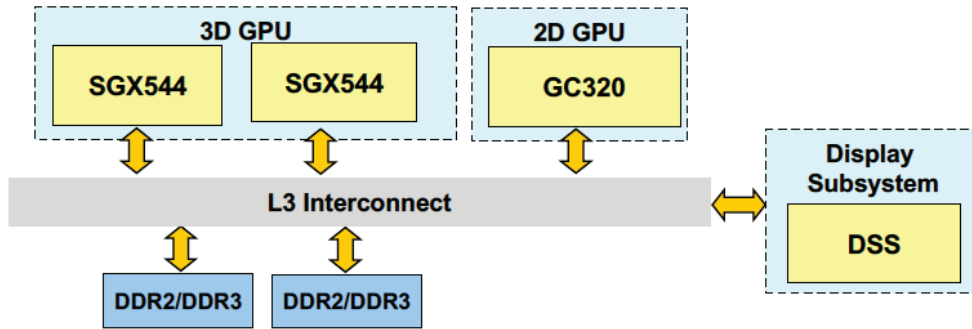 3D GPU
SGX544
SGX544
2D GPU
GC320
Display
Subsystem
DSS
L3 Interconnect
DDR2/DDR3
DDR2/DDR3